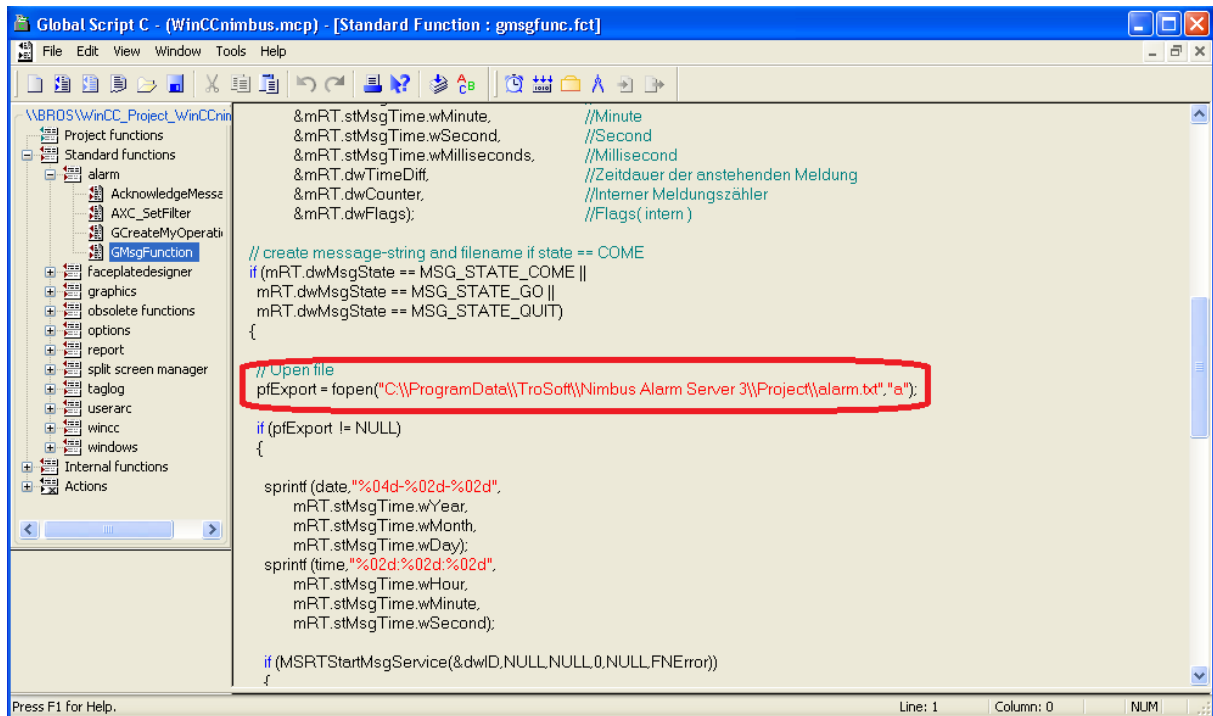 Global Script C - (WinCCnimbus.mcp) - [Standard Function : gmsgfunc.fct]
File Edit View Window Tools Help
\\BROS\WinCC_Project_WinCCnin
Project functions
Standard functions
alarm
AcknowledgeMessa
AXC_SetFilter
GCreateMyOperati
GMsgFunction
faceplatedesigner
graphics
obsolete functions
options
report
split screen manager
taglog
userarc
wincc
windows
Internal functions
Actions
&mRT.stMsgTime.wMinute, //Minute
&mRT.stMsgTime.wSecond, //Second
&mRT.stMsgTime.wMilliseconds, //Millisecond
&mRT.dwTimeDiff, //Zeitdauer der anstehenden Meldung
&mRT.dwCounter, //Interner Meldungszähler
&mRT.dwFlags); //Flags( intern )
// create message-string and filename if state == COME
if (mRT.dwMsgState == MSG_STATE_COME ||
mRT.dwMsgState == MSG_STATE_GO ||
mRT.dwMsgState == MSG_STATE_QUIT)
{
// Open file
pfExport = fopen("C:\\ProgramData\\TroSoft\\Nimbus Alarm Server 3\\Project\\alarm.txt","a");
if (pfExport != NULL)
{
sprintf (date,"%04d-%02d-%02d",
mRT.stMsgTime.wYear,
mRT.stMsgTime.wMonth,
mRT.stMsgTime.wDay);
sprintf (time,"%02d:%02d:%02d",
mRT.stMsgTime.wHour,
mRT.stMsgTime.wMinute,
mRT.stMsgTime.wSecond);
if (MSRTStartMsgService(&dwID,NULL,NULL,0,NULL,FNError))
{
Press F1 for Help. Line: 1 Column: 0 NUM